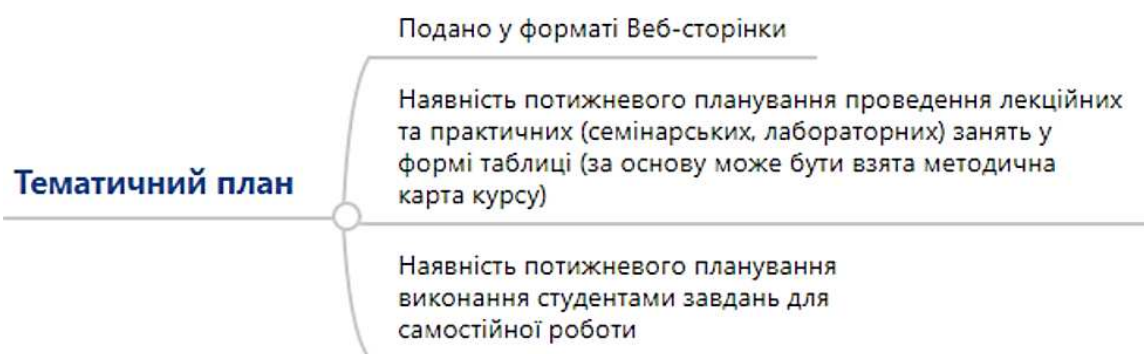 Подано у форматі Веб-сторінки
Наявність потижневого планування проведення лекційних
та практичних (семінарських, лабораторних) занять у
формі таблиці (за основу може бути взята методична
карта курсу)
Тематичний план
Наявність потижневого планування
виконання студентами завдань для
самостійної роботи